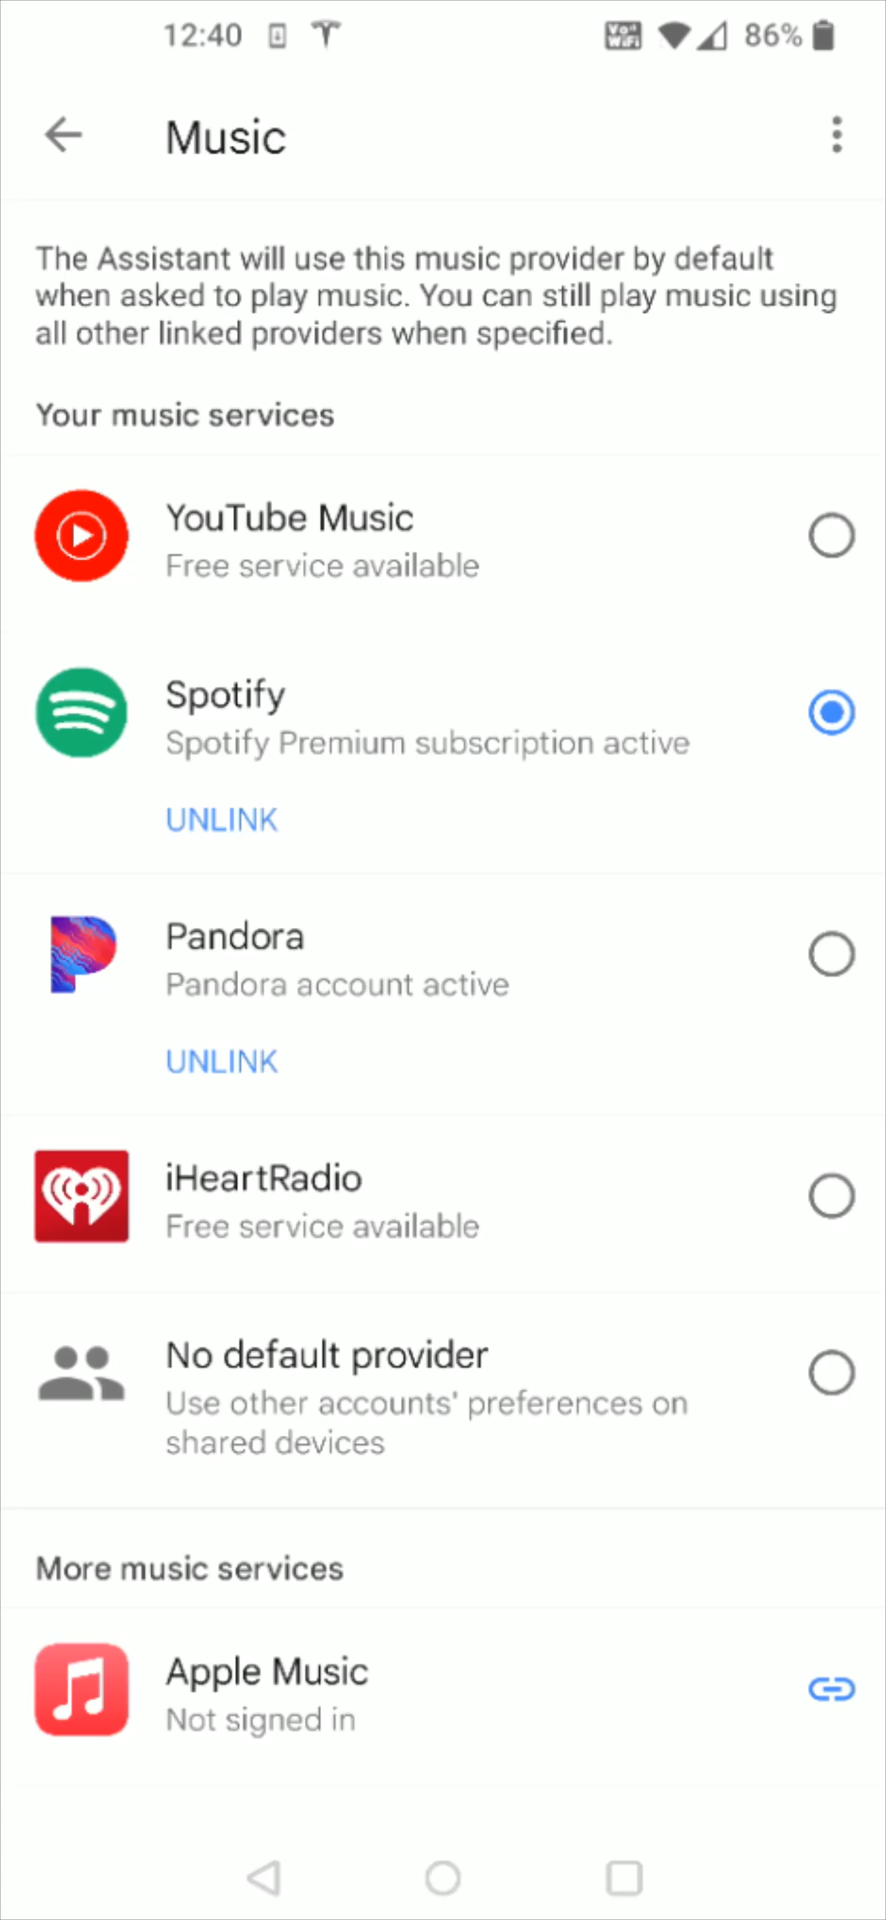 12:40
Vo
WiFi
86%
Music
The Assistant will use this music provider by default
when asked to play music. You can still play music using
all other linked providers when specified.
Your music services
YouTube Music
Free service available
Spotify
Spotify Premium subscription active
UNLINK
Pandora
Pandora account active
UNLINK
iHeartRadio
Free service available
No default provider
Use other accounts' preferences on
shared devices
More music services
Apple Music
Not signed in